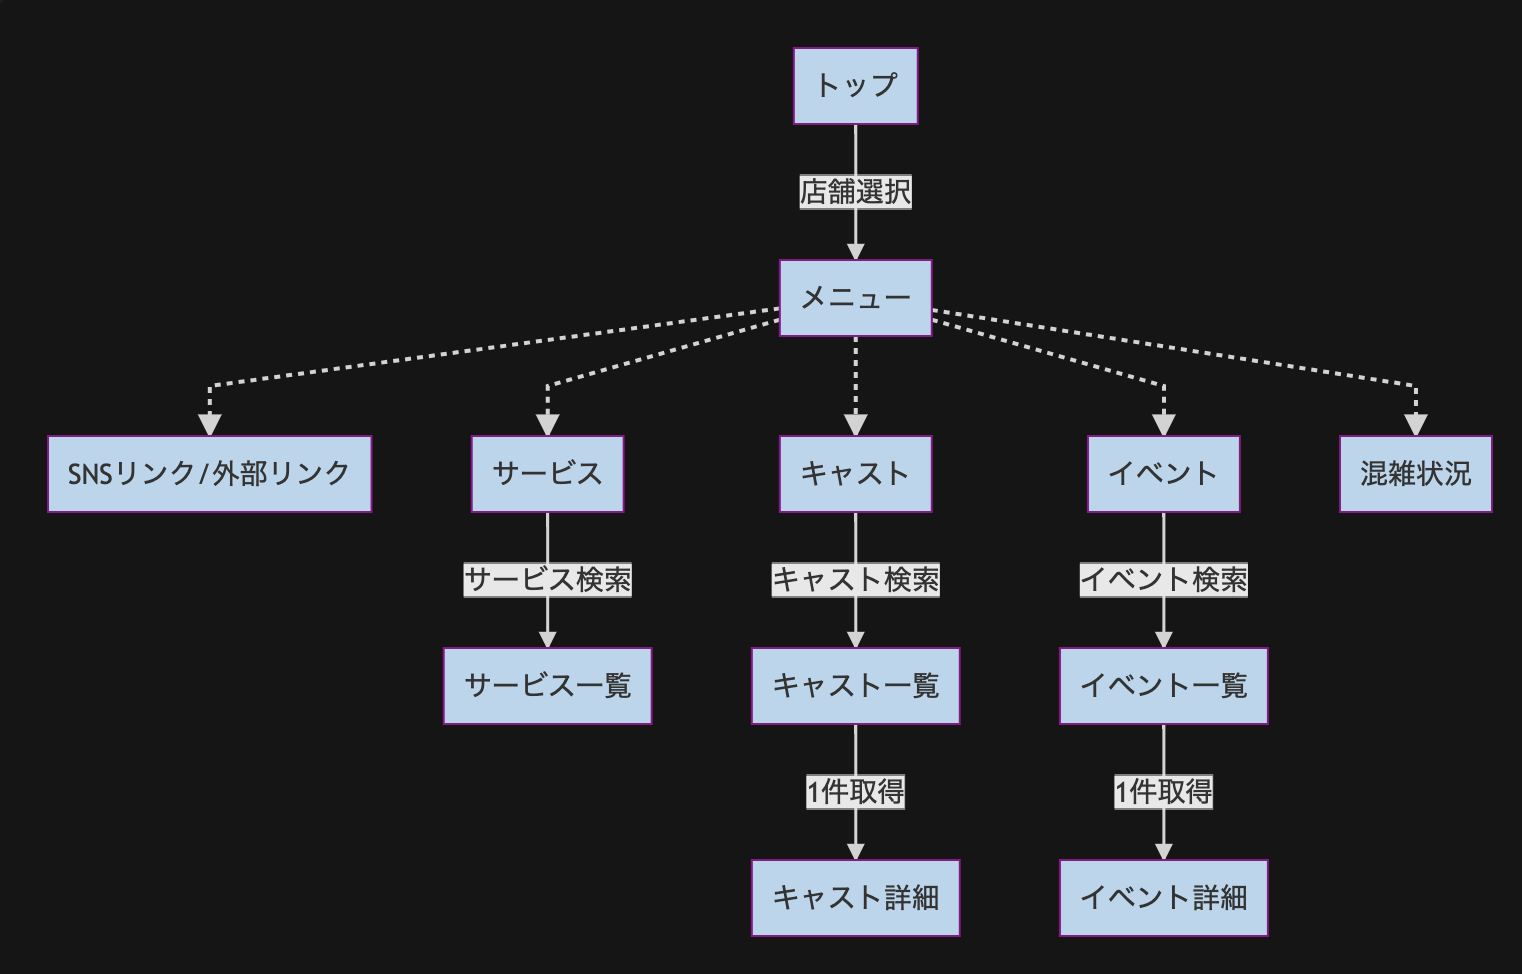 トップ
店舗選択
メニュー
SNSリンク/外部リンク
サービス
キャスト
イベント
混雑状況
サービス検索
キャスト検索
イベント検索
サービス一覧
キャスト一覧
イベント一覧
1件取得
1件取得
キャスト詳細
イベント詳細